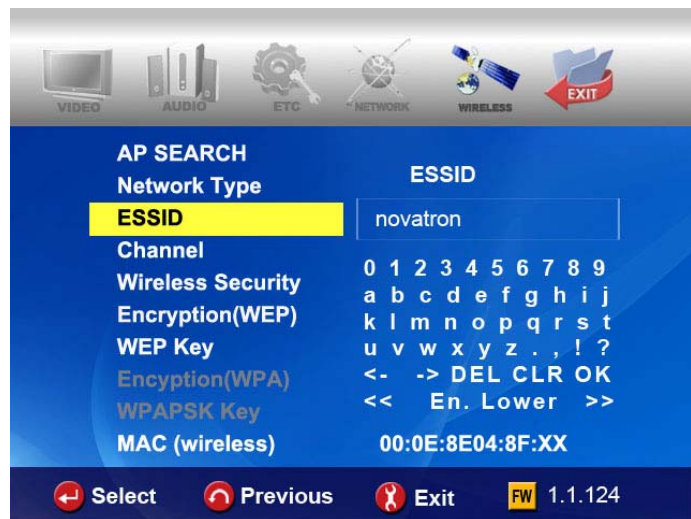 VIDEO AUDIO ETC NETWORK WIRELESS EXIT
AP SEARCH
Network Type
ESSID
Channel
Wireless Security
Encryption(WEP)
WEP Key
Encyption(WPA)
WPAPSK Key
MAC (wireless)
ESSID
novatron
0 1 2 3 4 5 6 7 8 9
a b c d e f g h i j
k l m n o p q r s t
u v w x y z . , ! ?
<- -> DEL CLR OK
<< En. Lower >>
00:0E:8E04:8F:XX
Select Previous Exit FW 1.1.124